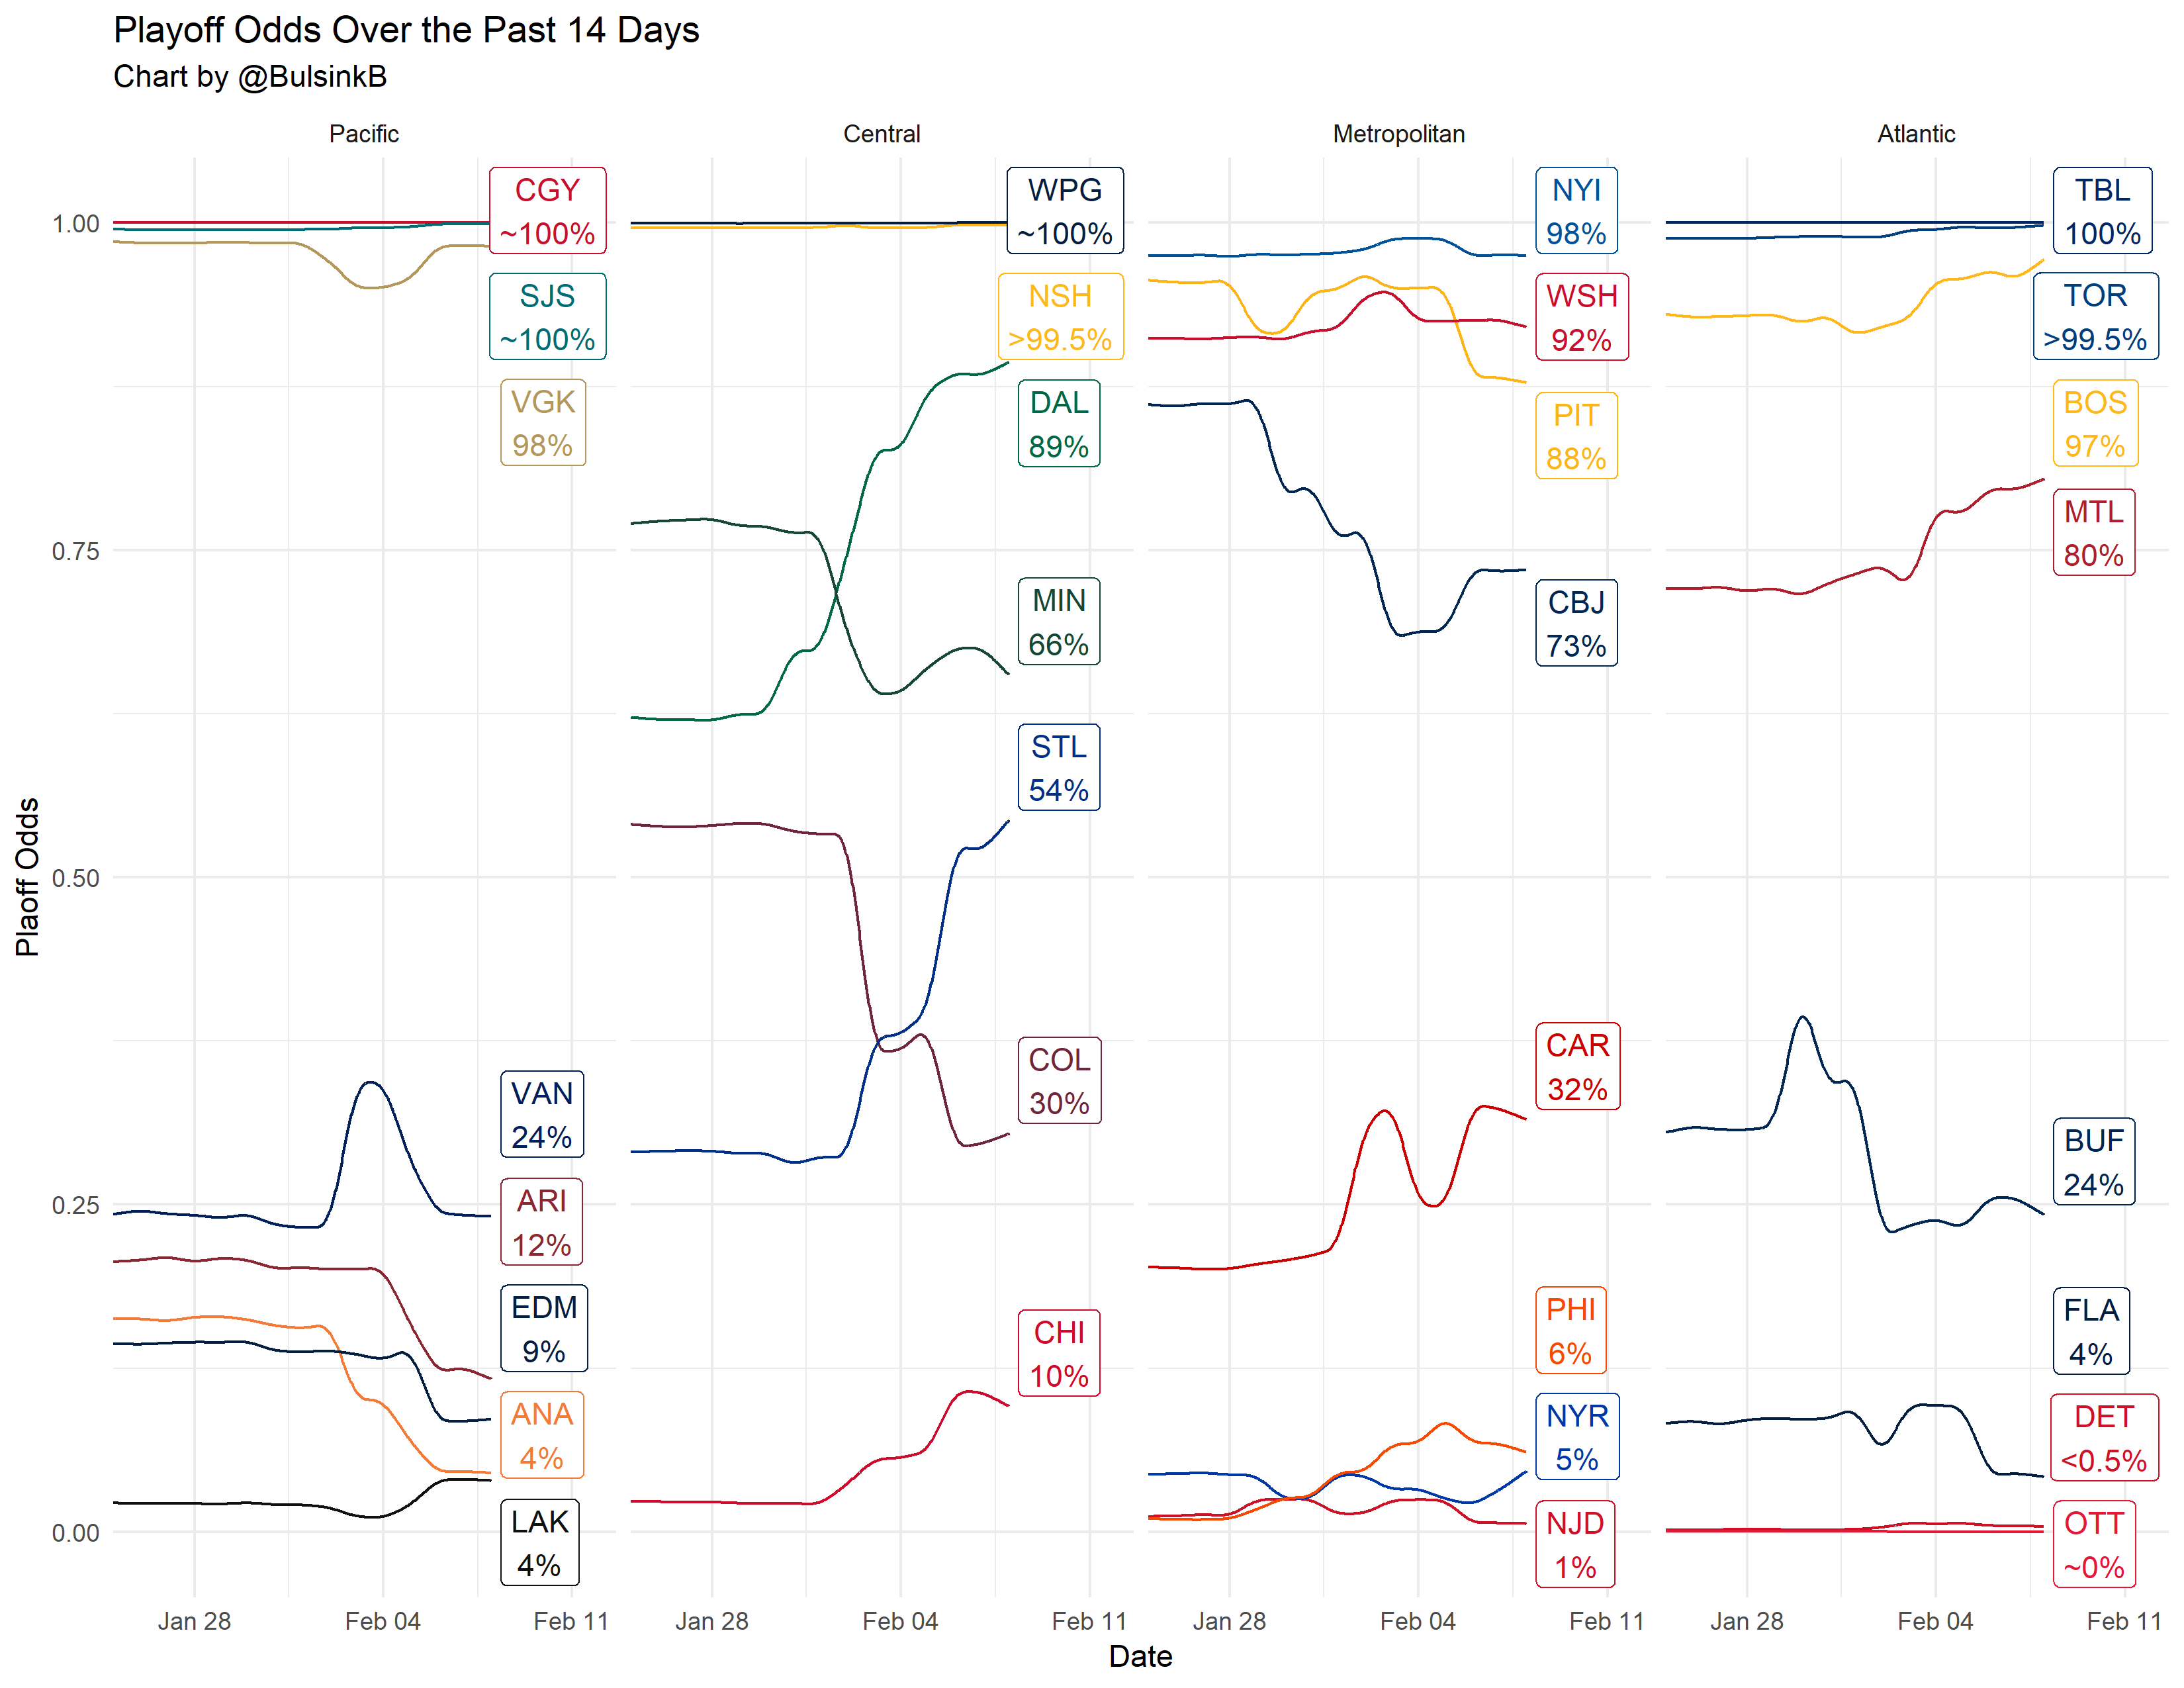 Playoff Odds Over the Past 14 Days
Chart by @BulsinkB
Pacific
Central
Metropolitan
Atlantic
Plaoff Odds
1.00
0.75
0.50
0.25
0.00
CGY
~100%
SJS
~100%
VGK
98%
VAN
24%
ARI
12%
EDM
9%
ANA
4%
LAK
4%
WPG
~100%
NSH
>99.5%
DAL
89%
MIN
66%
STL
54%
COL
30%
CHI
10%
NYI
98%
WSH
92%
PIT
88%
CBJ
73%
CAR
32%
PHI
6%
NYR
5%
NJD
1%
TBL
100%
TOR
>99.5%
BOS
97%
MTL
80%
BUF
24%
FLA
4%
DET
<0.5%
OTT
~0%
Jan 28
Feb 04
Feb 11
Jan 28
Feb 04
Feb 11
Jan 28
Feb 04
Feb 11
Jan 28
Feb 04
Feb 11
Date